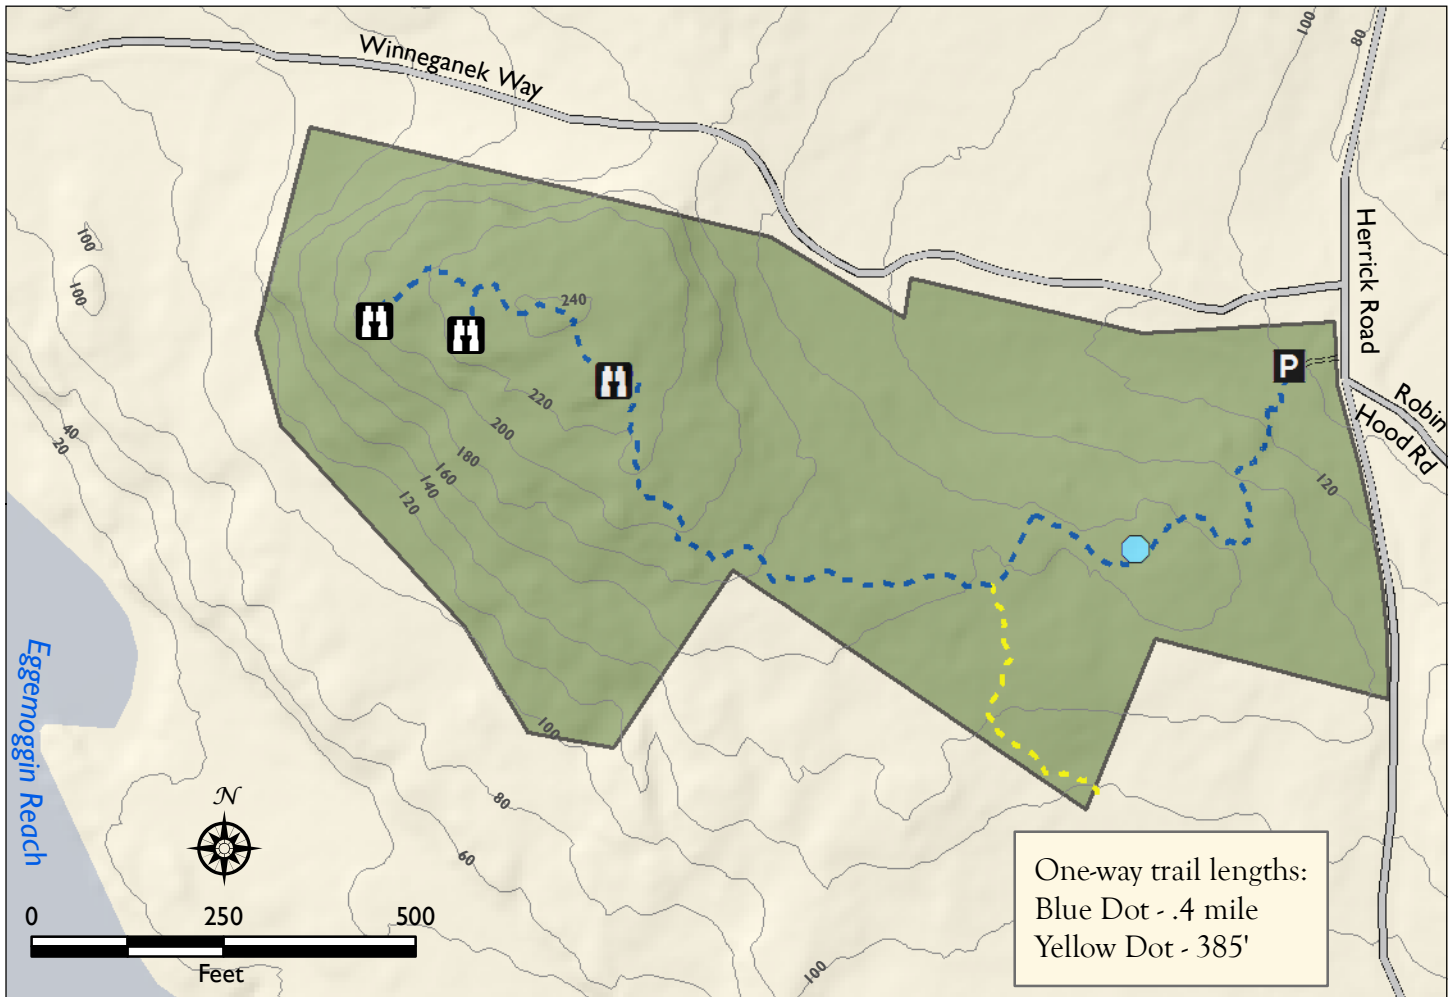 100
80
Winneganek Way
Herrick Road
100
100
240
P
Robin
Hood Rd
220
200
180
160
140
120
120
40
20
Eggemoggin Reach
100
80
60
100
N
0 250 500
Feet
One-way trail lengths:
Blue Dot - .4 mile
Yellow Dot - 385'